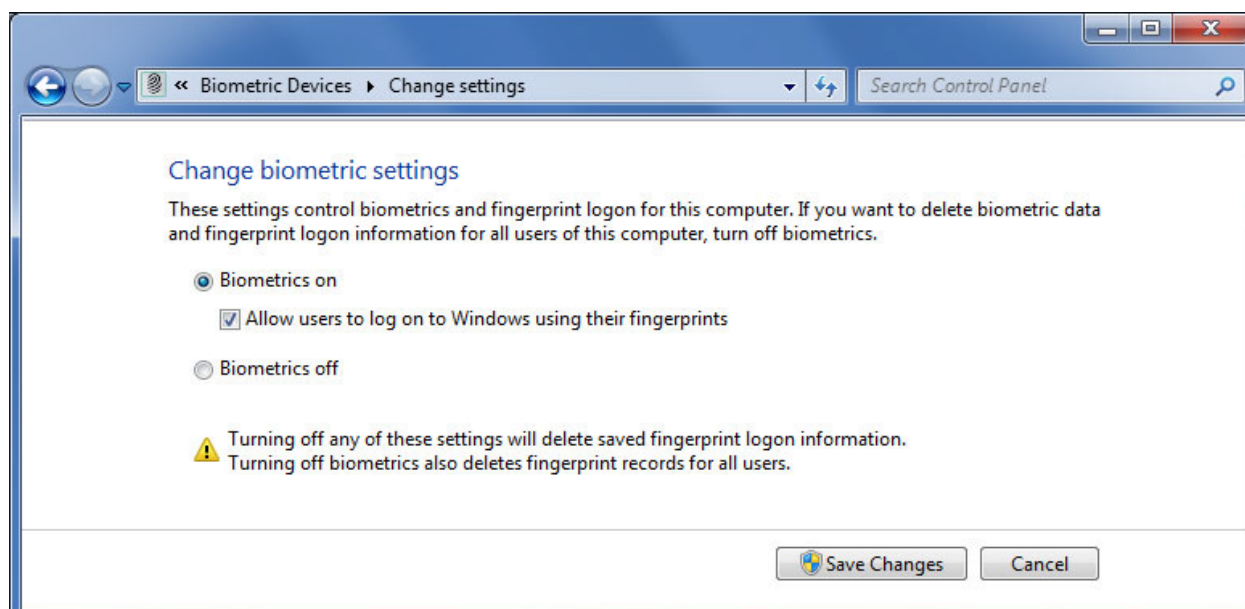 « Biometric Devices ▸ Change settings
Search Control Panel
Change biometric settings
These settings control biometrics and fingerprint logon for this computer. If you want to delete biometric data
and fingerprint logon information for all users of this computer, turn off biometrics.
Biometrics on
Allow users to log on to Windows using their fingerprints
Biometrics off
Turning off any of these settings will delete saved fingerprint logon information.
Turning off biometrics also deletes fingerprint records for all users.
Save Changes
Cancel